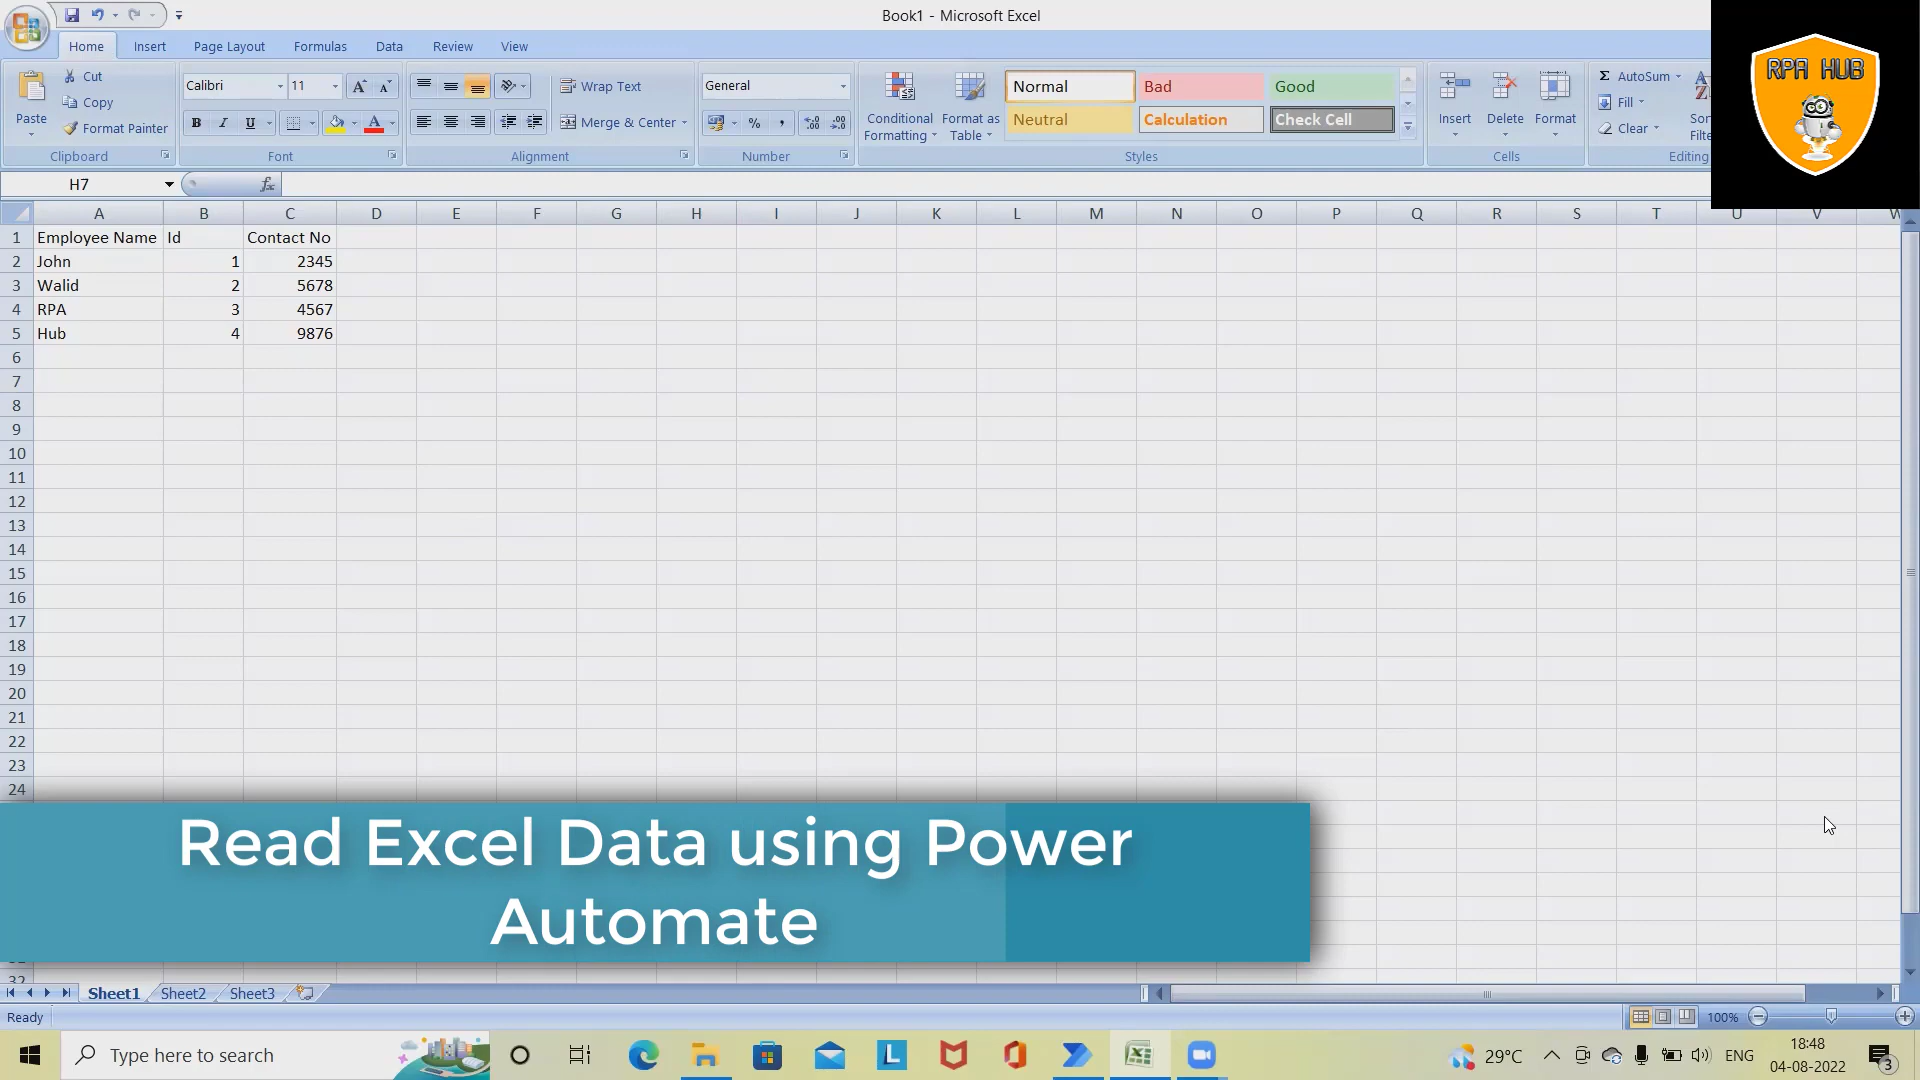 Book1 - Microsoft Excel
Home Insert Page Layout Formulas Data Review View
RPA HUB
Paste
Cut
Copy
Format Painter
Clipboard
Calibri 11
B I U
Font
Wrap Text
Merge & Center
Alignment
General
% ,
Number
Conditional Formatting
Format as Table
Normal Bad Good
Neutral Calculation Check Cell
Styles
Insert Delete Format
Cells
Σ AutoSum
Fill
Clear
Editing
H7 fx
A B C D E F G H I J K L M N O P Q R S T U V W
1 Employee Name Id Contact No
2 John 1 2345
3 Walid 2 5678
4 RPA 3 4567
5 Hub 4 9876
6
7
8
9
10
11
12
13
14
15
16
17
18
19
20
21
22
23
24
Read Excel Data using Power
Automate
32
Sheet1 Sheet2 Sheet3
Ready 100%
Type here to search
29°C ENG
18:48
04-08-2022
3